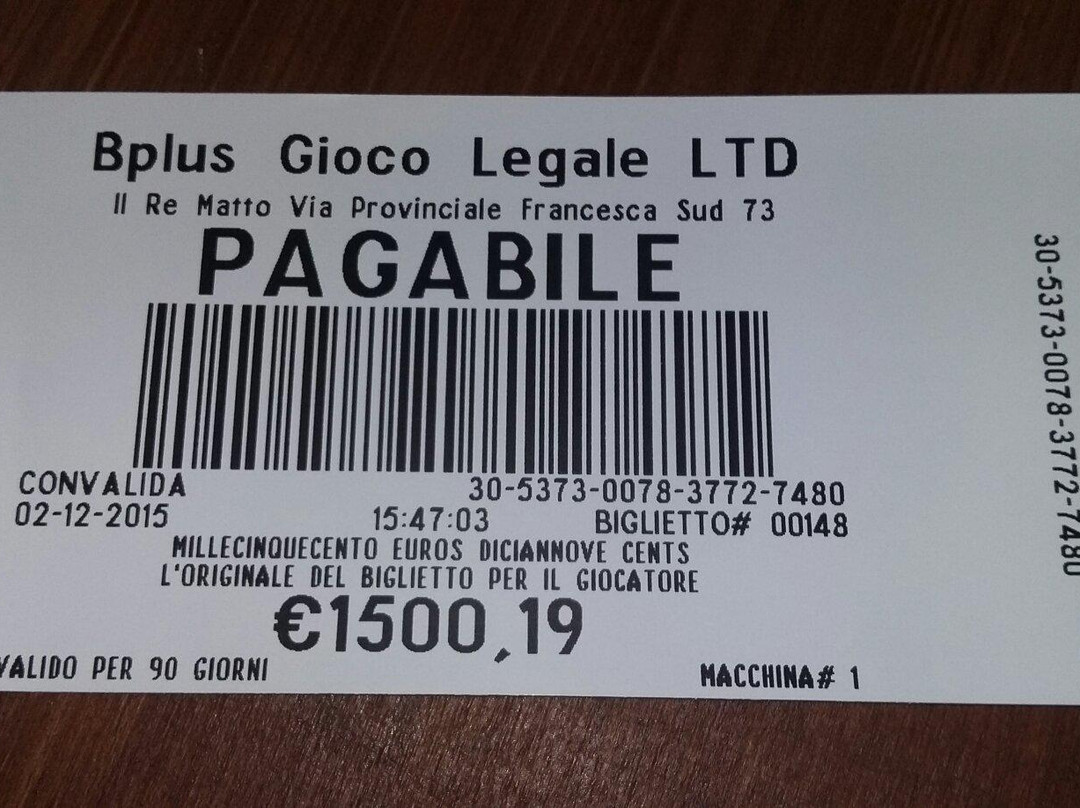 Bplus Gioco Legale LTD
Il Re Matto Via Provinciale Francesca Sud 73
PAGABILE
CONVALIDA 30-5373-0078-3772-7480
02-12-2015 15:47:03 BIGLIETTO# 00148
MILLECINQUECENTO EUROS DICIANNOVE CENTS
L'ORIGINALE DEL BIGLIETTO PER IL GIOCATORE
€1500,19
VALIDO PER 90 GIORNI MACCHINA# 1
30-5373-0078-3772-7480